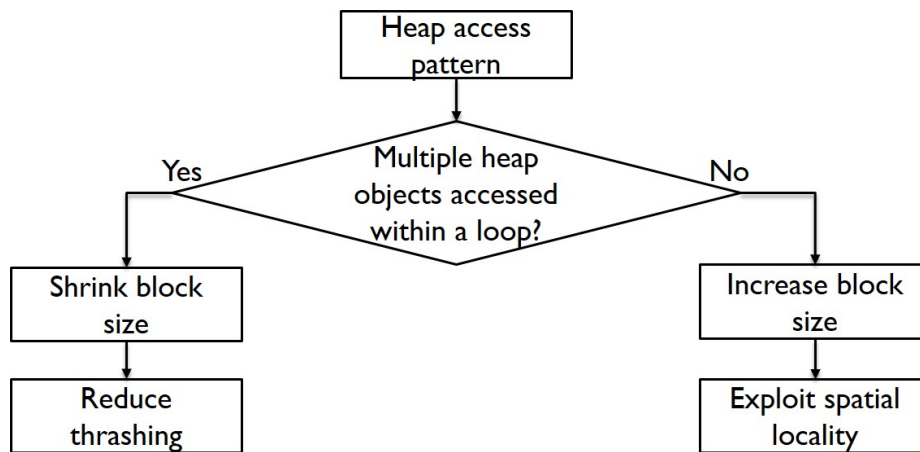 Heap access
pattern
Multiple heap
objects accessed
within a loop?
Yes
No
Shrink block
size
Increase block
size
Reduce
thrashing
Exploit spatial
locality